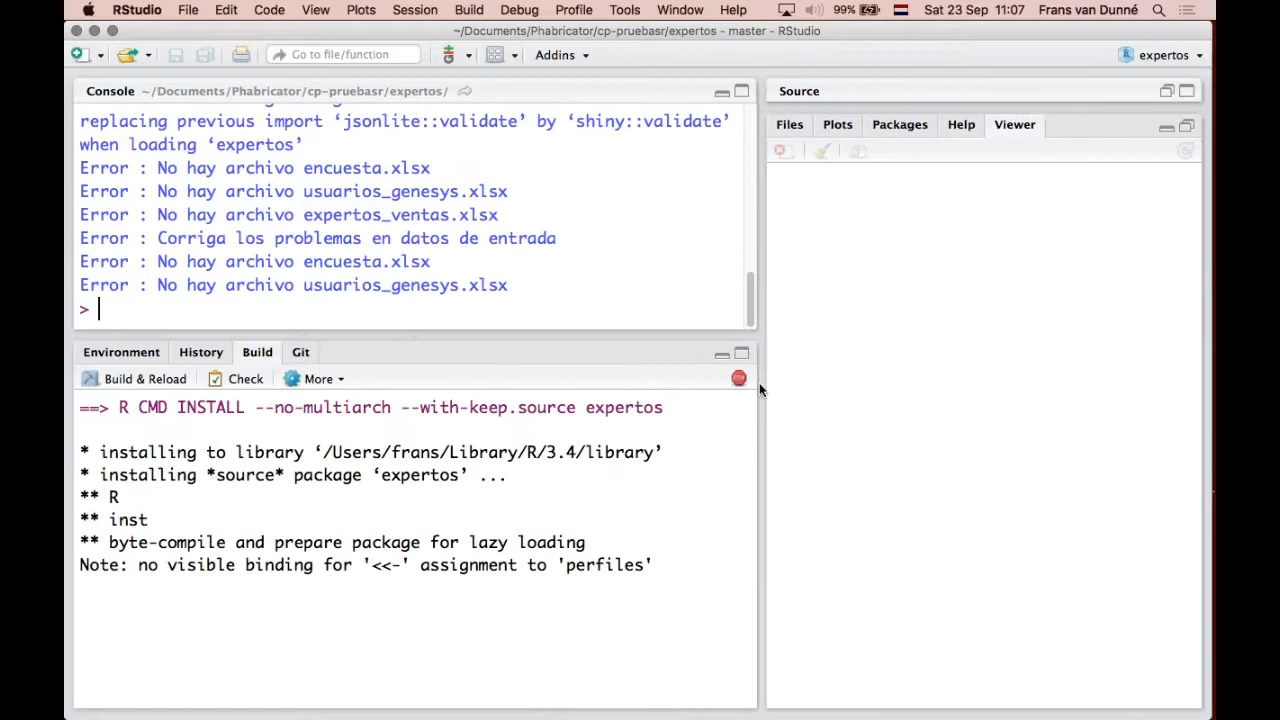 RStudio File Edit Code View Plots Session Build Debug Profile Tools Window Help 99% Sat 23 Sep 11:07 Frans van Dunné
~/Documents/Phabricator/cp-pruebasr/expertos - master - RStudio
Go to file/function Addins expertos
Console ~/Documents/Phabricator/cp-pruebasr/expertos/
replacing previous import ‘jsonlite::validate’ by ‘shiny::validate’
when loading ‘expertos’
Error : No hay archivo encuesta.xlsx
Error : No hay archivo usuarios_genesys.xlsx
Error : No hay archivo expertos_ventas.xlsx
Error : Corriga los problemas en datos de entrada
Error : No hay archivo encuesta.xlsx
Error : No hay archivo usuarios_genesys.xlsx
>
Environment History Build Git
Build & Reload Check More
==> R CMD INSTALL --no-multiarch --with-keep.source expertos
* installing to library ‘/Users/frans/Library/R/3.4/library’
* installing *source* package ‘expertos’ ...
** R
** inst
** byte-compile and prepare package for lazy loading
Note: no visible binding for '<<-' assignment to 'perfiles'
Source
Files Plots Packages Help Viewer